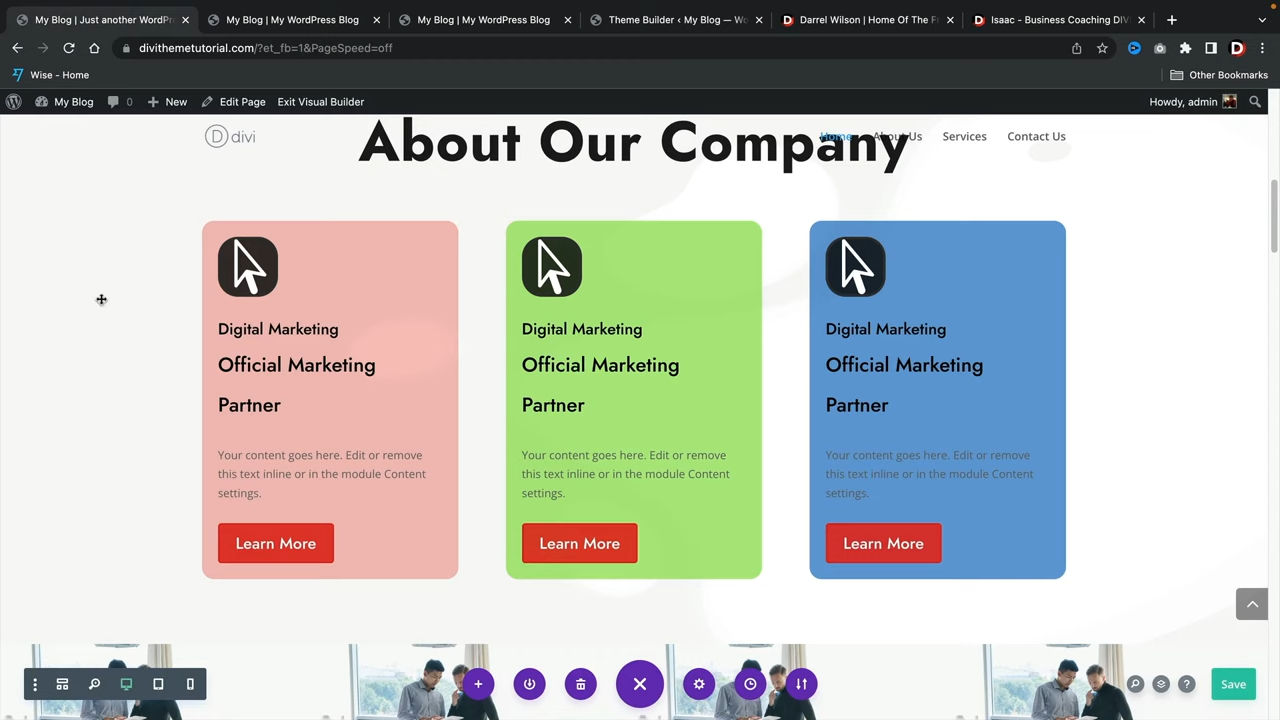 My Blog | Just another WordPr
My Blog | My WordPress Blog
My Blog | My WordPress Blog
Theme Builder ‹ My Blog — Wo
Darrel Wilson | Home Of The F
Isaac - Business Coaching DIV
divithemetutorial.com/?et_fb=1&PageSpeed=off
Wise - Home
Other Bookmarks
My Blog
0
New
Edit Page
Exit Visual Builder
Howdy, admin
D divi
Home
About Us
Services
Contact Us
About Our Company
Digital Marketing
Official Marketing
Partner
Your content goes here. Edit or remove
this text inline or in the module Content
settings.
Learn More
Digital Marketing
Official Marketing
Partner
Your content goes here. Edit or remove
this text inline or in the module Content
settings.
Learn More
Digital Marketing
Official Marketing
Partner
Your content goes here. Edit or remove
this text inline or in the module Content
settings.
Learn More
Save